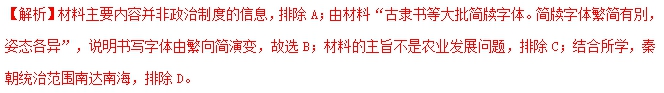 【解析】材料主要内容并非政治制度的信息，排除 A；由材料“古隶书等大批简牍字体。简牍字体繁简有别，
姿态各异”，说明书写字体由繁向简演变，故选 B；材料的主旨不是农业发展问题，排除 C；结合所学，秦
朝统治范围南达南海，排除 D。